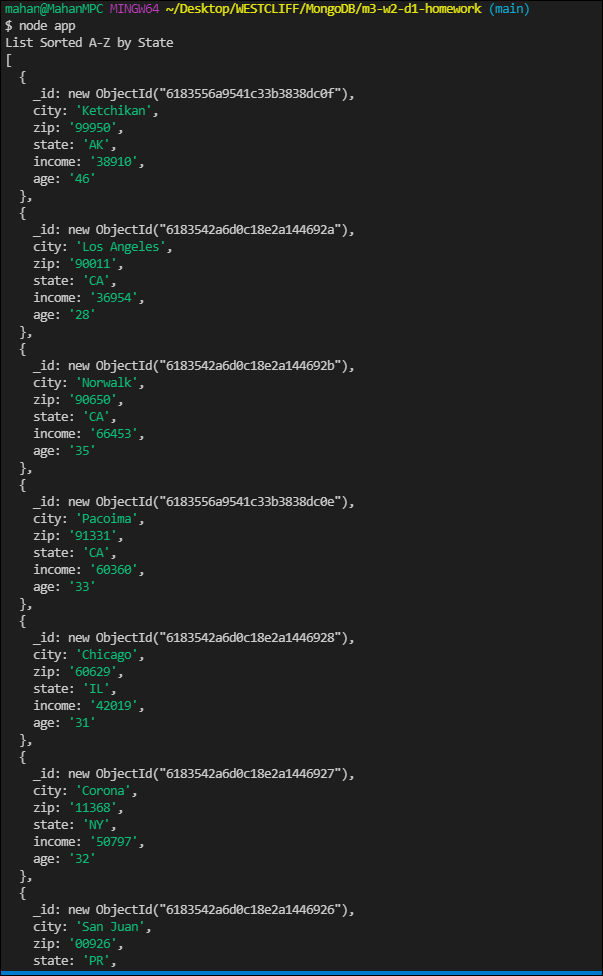 mahan@MahanMPC MINGW64 ~/Desktop/WESTCLIFF/MongoDB/m3-w2-d1-homework (main)
$ node app
List Sorted A-Z by State
[
  {
    _id: new ObjectId("6183556a9541c33b3838dc0f"),
    city: 'Ketchikan',
    zip: '99950',
    state: 'AK',
    income: '38910',
    age: '46'
  },
  {
    _id: new ObjectId("6183542a6d0c18e2a144692a"),
    city: 'Los Angeles',
    zip: '90011',
    state: 'CA',
    income: '36954',
    age: '28'
  },
  {
    _id: new ObjectId("6183542a6d0c18e2a144692b"),
    city: 'Norwalk',
    zip: '90650',
    state: 'CA',
    income: '66453',
    age: '35'
  },
  {
    _id: new ObjectId("6183556a9541c33b3838dc0e"),
    city: 'Pacoima',
    zip: '91331',
    state: 'CA',
    income: '60360',
    age: '33'
  },
  {
    _id: new ObjectId("6183542a6d0c18e2a1446928"),
    city: 'Chicago',
    zip: '60629',
    state: 'IL',
    income: '42019',
    age: '31'
  },
  {
    _id: new ObjectId("6183542a6d0c18e2a1446927"),
    city: 'Corona',
    zip: '11368',
    state: 'NY',
    income: '50797',
    age: '32'
  },
  {
    _id: new ObjectId("6183542a6d0c18e2a1446926"),
    city: 'San Juan',
    zip: '00926',
    state: 'PR',